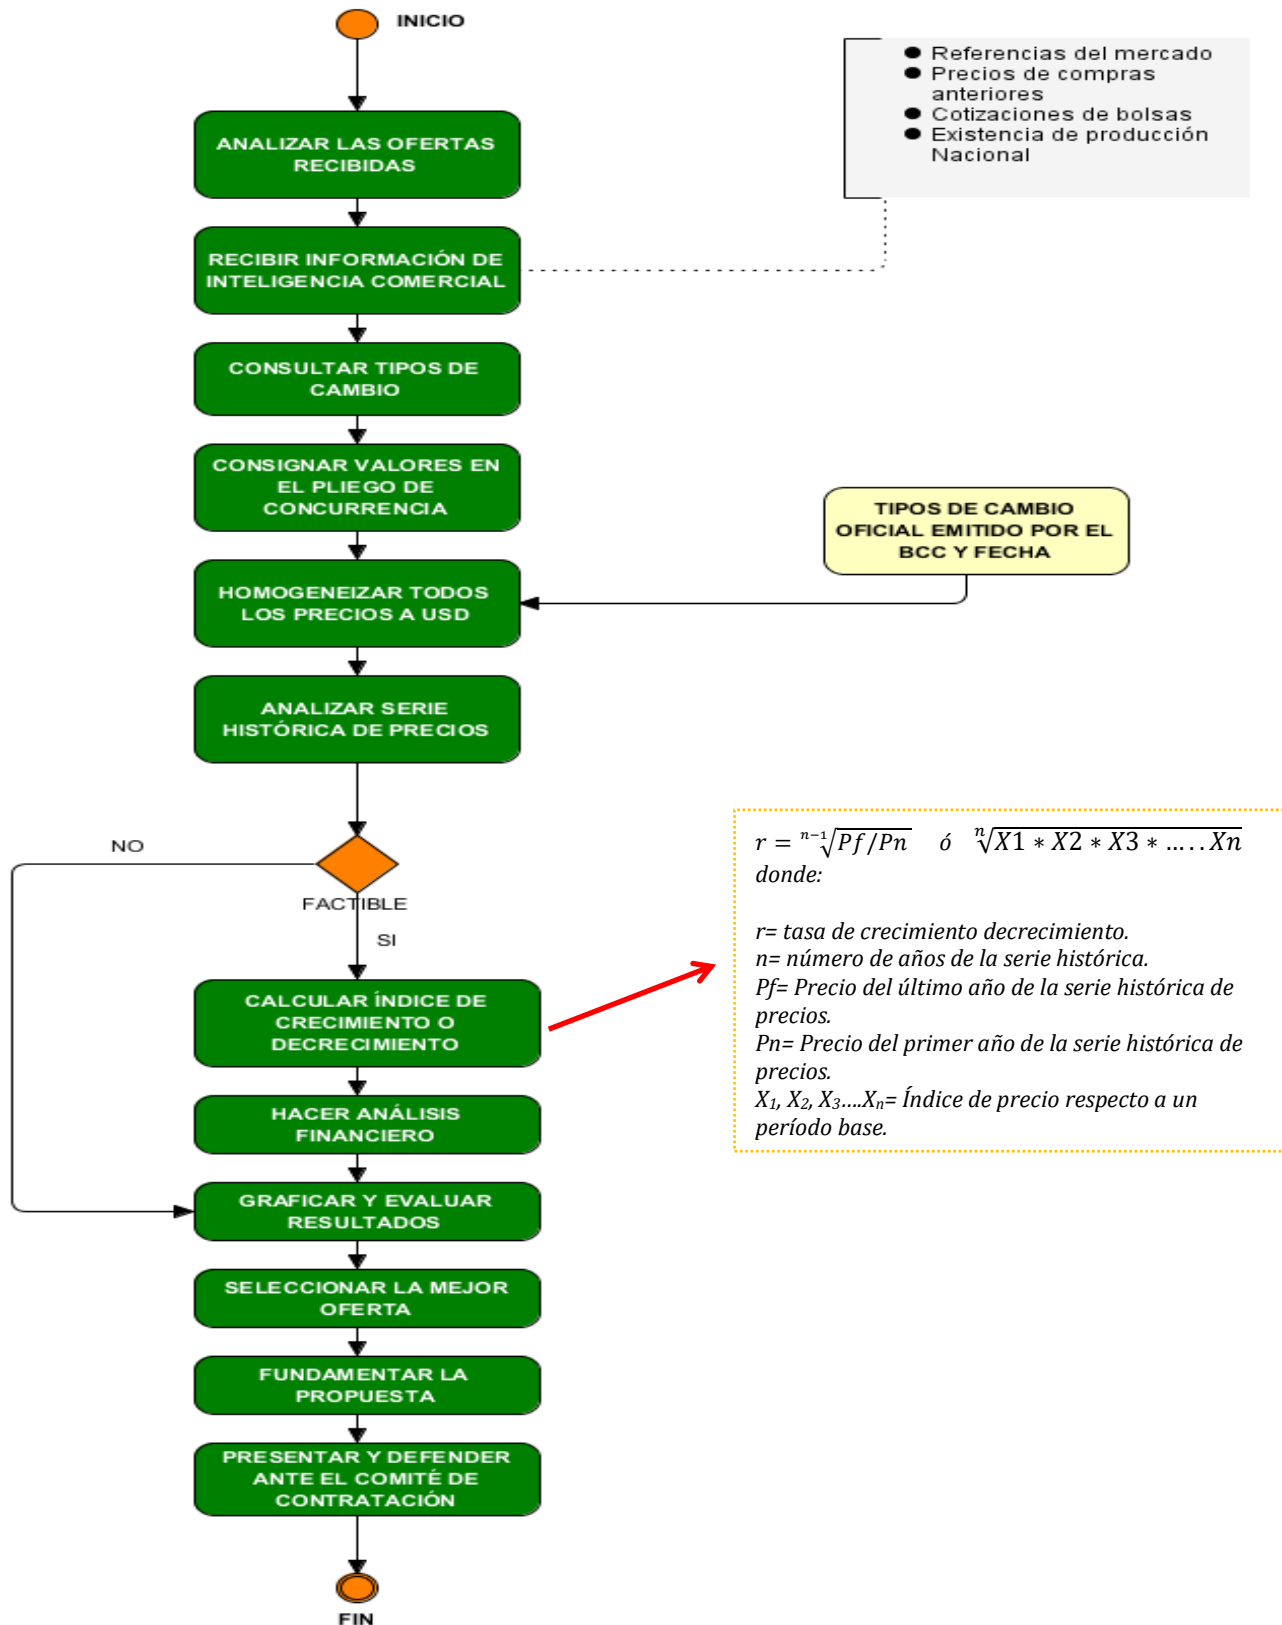 INICIO
● Referencias del mercado
● Precios de compras
anteriores
● Cotizaciones de bolsas
● Existencia de producción
Nacional
ANALIZAR LAS OFERTAS
RECIBIDAS
RECIBIR INFORMACIÓN DE
INTELIGENCIA COMERCIAL
CONSULTAR TIPOS DE
CAMBIO
CONSIGNAR VALORES EN
EL PLIEGO DE
CONCURRENCIA
TIPOS DE CAMBIO
OFICIAL EMITIDO POR EL
BCC Y FECHA
HOMOGENEIZAR TODOS
LOS PRECIOS A USD
ANALIZAR SERIE
HISTÓRICA DE PRECIOS
NO
FACTIBLE
SI
r = ⁿ⁻¹√Pf/Pn ó ⁿ√X1 * X2 * X3 * ..... Xn
donde:
r= tasa de crecimiento decrecimiento.
n= número de años de la serie histórica.
Pf= Precio del último año de la serie histórica de
precios.
Pn= Precio del primer año de la serie histórica de
precios.
X₁, X₂, X₃....Xₙ= Índice de precio respecto a un
período base.
CALCULAR ÍNDICE DE
CRECIMIENTO O
DECRECIMIENTO
HACER ANÁLISIS
FINANCIERO
GRAFICAR Y EVALUAR
RESULTADOS
SELECCIONAR LA MEJOR
OFERTA
FUNDAMENTAR LA
PROPUESTA
PRESENTAR Y DEFENDER
ANTE EL COMITÉ DE
CONTRATACIÓN
FIN